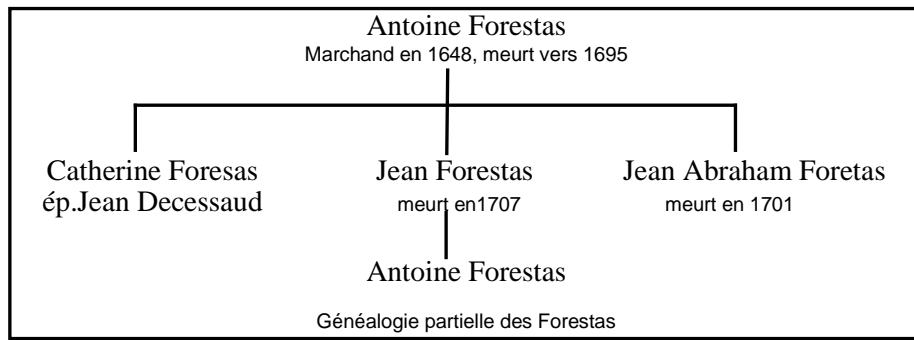 Antoine Forestas
Marchand en 1648, meurt vers 1695
Catherine Foresas
ép.Jean Decessaud
Jean Forestas
meurt en1707
Jean Abraham Foretas
meurt en 1701
Antoine Forestas
Généalogie partielle des Forestas